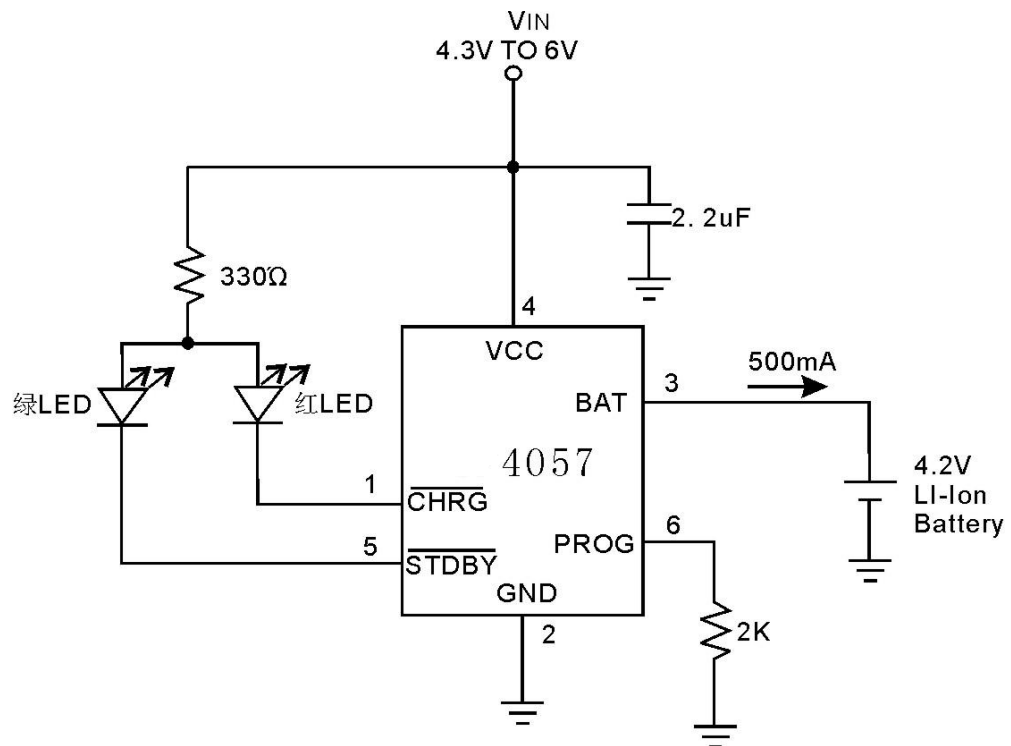 VIN
4.3V TO 6V
2. 2uF
330Ω
4
VCC
绿LED
红LED
BAT
3
500mA
4057
4.2V
LI-Ion
Battery
1
CHRG
5
STDBY
PROG
6
GND
2
2K